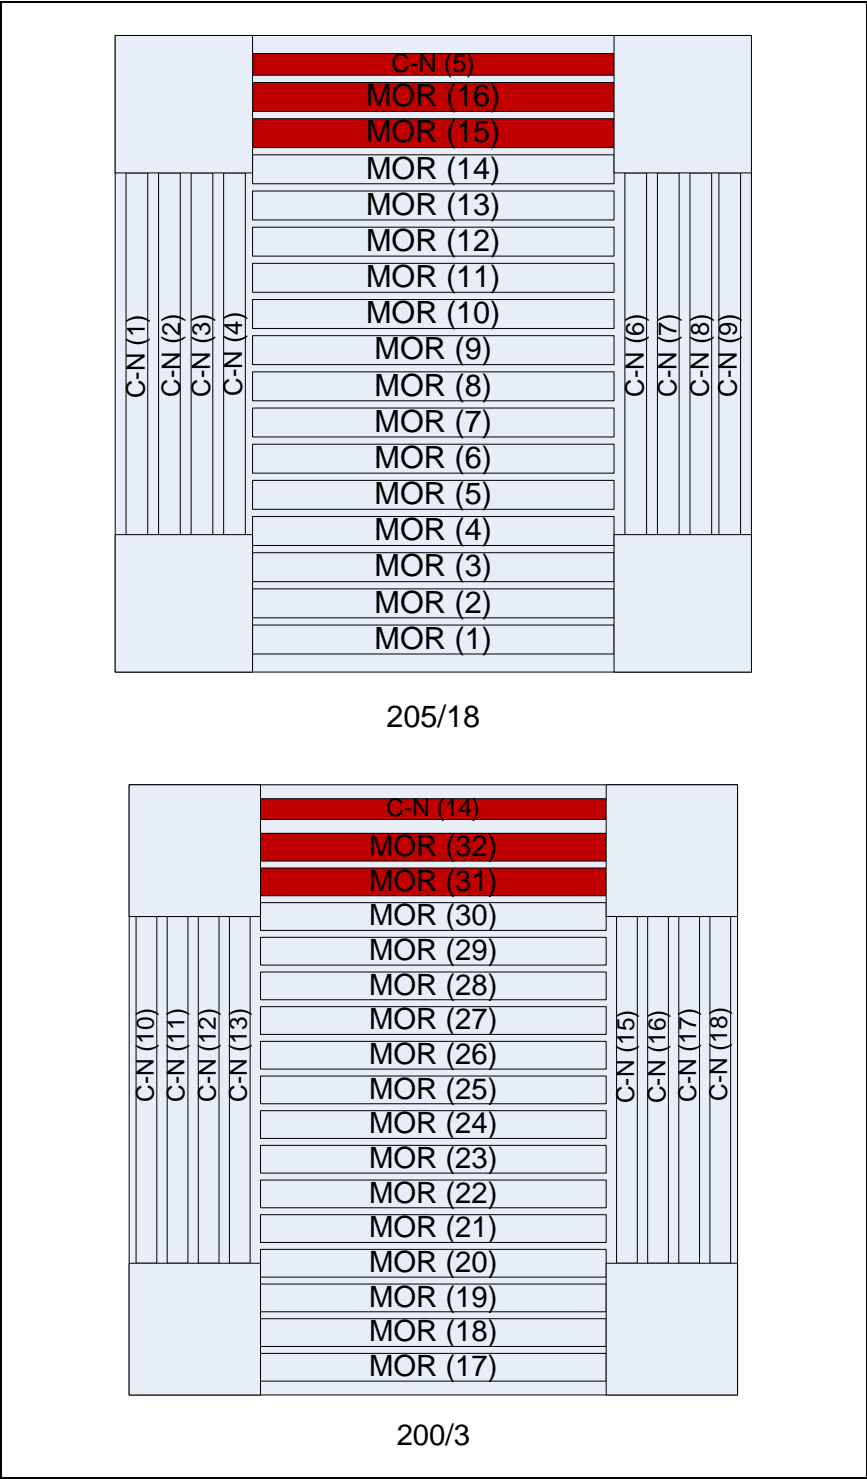 C-N (5)
MOR (16)
MOR (15)
MOR (14)
MOR (13)
MOR (12)
MOR (11)
MOR (10)
MOR (9)
MOR (8)
MOR (7)
MOR (6)
MOR (5)
MOR (4)
MOR (3)
MOR (2)
MOR (1)
C-N (1)
C-N (2)
C-N (3)
C-N (4)
C-N (6)
C-N (7)
C-N (8)
C-N (9)
205/18
C-N (14)
MOR (32)
MOR (31)
MOR (30)
MOR (29)
MOR (28)
MOR (27)
MOR (26)
MOR (25)
MOR (24)
MOR (23)
MOR (22)
MOR (21)
MOR (20)
MOR (19)
MOR (18)
MOR (17)
C-N (10)
C-N (11)
C-N (12)
C-N (13)
C-N (15)
C-N (16)
C-N (17)
C-N (18)
200/3